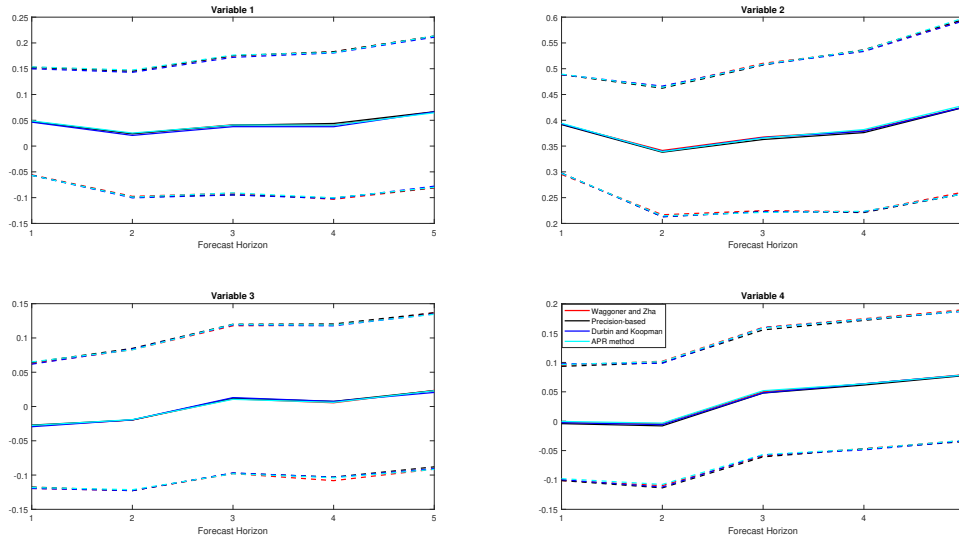 Variable 1
0.25
0.2
0.15
0.1
0.05
0
-0.05
-0.1
-0.15
1 2 3 4 5
Forecast Horizon
Variable 2
0.6
0.55
0.5
0.45
0.4
0.35
0.3
0.25
0.2
1 2 3 4
Forecast Horizon
Variable 3
0.15
0.1
0.05
0
-0.05
-0.1
-0.15
1 2 3 4 5
Forecast Horizon
Variable 4
0.2
0.15
0.1
0.05
0
-0.05
-0.1
-0.15
Waggoner and Zha
Precision-based
Durbin and Koopman
APR method
1 2 3 4
Forecast Horizon